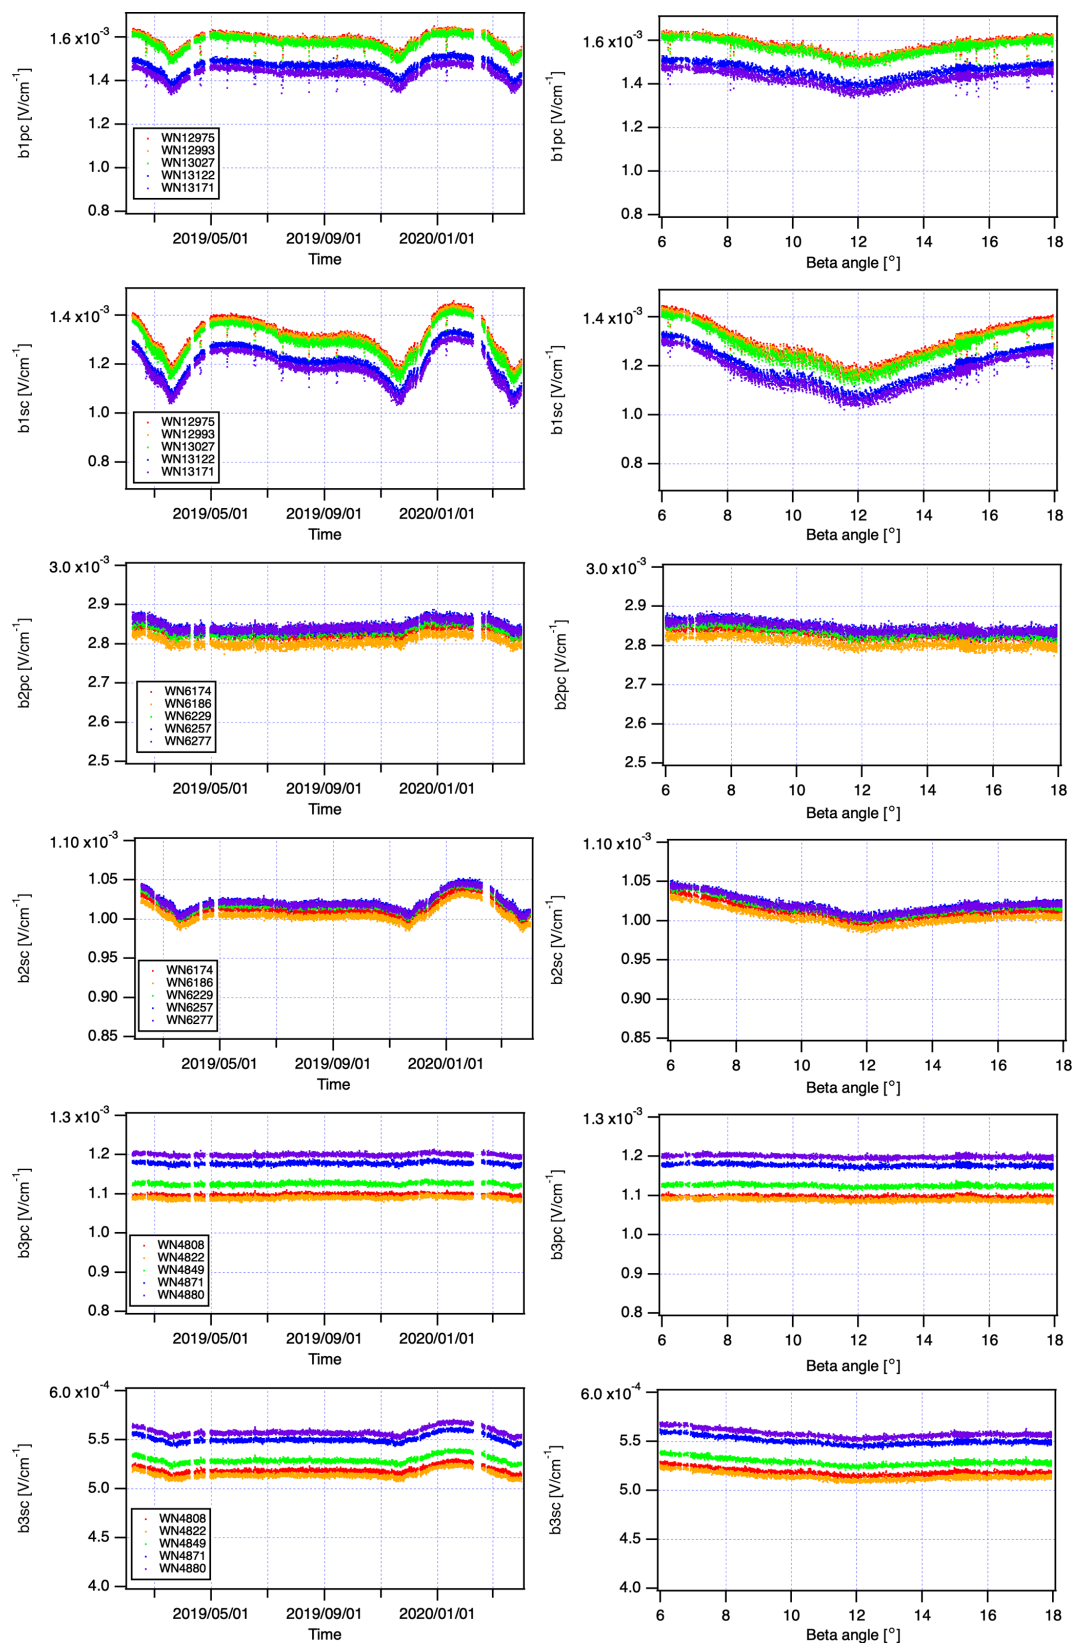 1.6 x10⁻³
1.4
1.2
1.0
0.8
b1pc [V/cm⁻¹]
WN12975
WN12993
WN13027
WN13122
WN13171
2019/05/01 2019/09/01 2020/01/01
Time
1.6 x10⁻³
1.4
1.2
1.0
0.8
b1pc [V/cm⁻¹]
6 8 10 12 14 16 18
Beta angle [°]
1.4 x10⁻³
1.2
1.0
0.8
b1sc [V/cm⁻¹]
WN12975
WN12993
WN13027
WN13122
WN13171
2019/05/01 2019/09/01 2020/01/01
Time
1.4 x10⁻³
1.2
1.0
0.8
b1sc [V/cm⁻¹]
6 8 10 12 14 16 18
Beta angle [°]
3.0 x10⁻³
2.9
2.8
2.7
2.6
2.5
b2pc [V/cm⁻¹]
WN6174
WN6186
WN6229
WN6257
WN6277
2019/05/01 2019/09/01 2020/01/01
Time
3.0 x10⁻³
2.9
2.8
2.7
2.6
2.5
b2pc [V/cm⁻¹]
6 8 10 12 14 16 18
Beta angle [°]
1.10 x10⁻³
1.05
1.00
0.95
0.90
0.85
b2sc [V/cm⁻¹]
WN6174
WN6186
WN6229
WN6257
WN6277
2019/05/01 2019/09/01 2020/01/01
Time
1.10 x10⁻³
1.05
1.00
0.95
0.90
0.85
b2sc [V/cm⁻¹]
6 8 10 12 14 16 18
Beta angle [°]
1.3 x10⁻³
1.2
1.1
1.0
0.9
0.8
b3pc [V/cm⁻¹]
WN4808
WN4822
WN4849
WN4871
WN4880
2019/05/01 2019/09/01 2020/01/01
Time
1.3 x10⁻³
1.2
1.1
1.0
0.9
0.8
b3pc [V/cm⁻¹]
6 8 10 12 14 16 18
Beta angle [°]
6.0 x10⁻⁴
5.5
5.0
4.5
4.0
b3sc [V/cm⁻¹]
WN4808
WN4822
WN4849
WN4871
WN4880
2019/05/01 2019/09/01 2020/01/01
Time
6.0 x10⁻⁴
5.5
5.0
4.5
4.0
b3sc [V/cm⁻¹]
6 8 10 12 14 16 18
Beta angle [°]